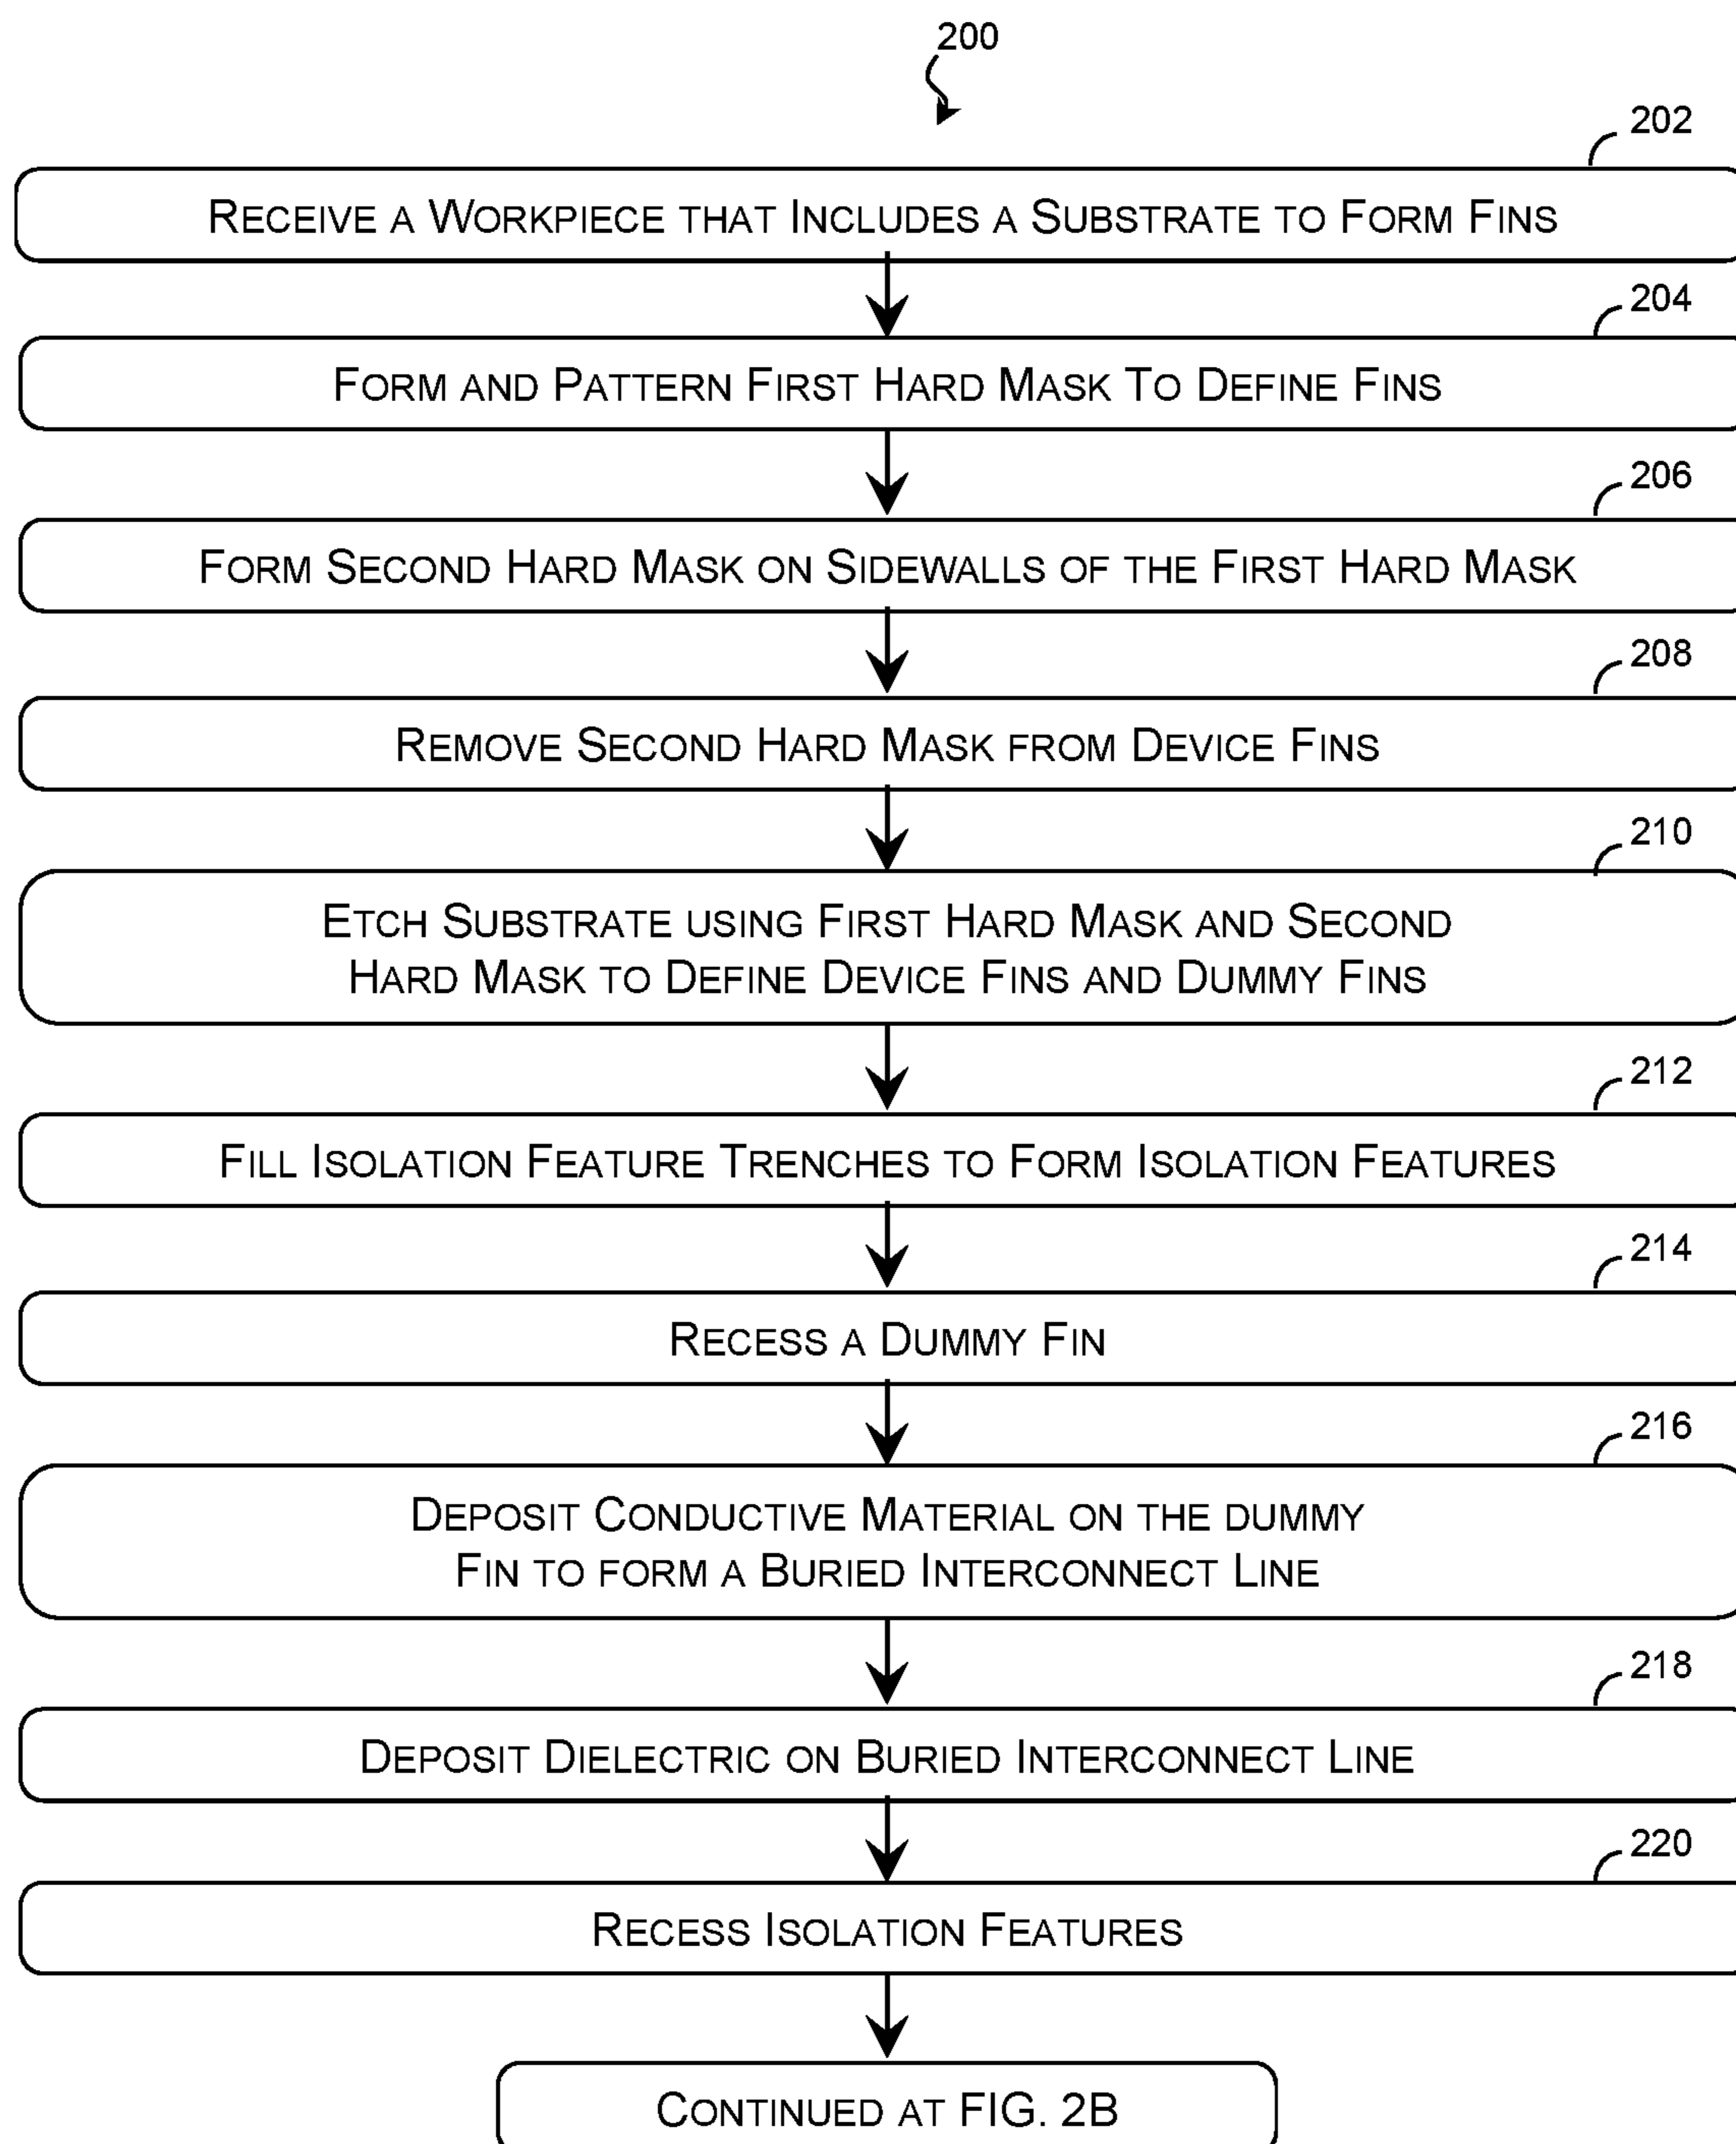 200
202
RECEIVE A WORKPIECE THAT INCLUDES A SUBSTRATE TO FORM FINS
204
FORM AND PATTERN FIRST HARD MASK TO DEFINE FINS
206
FORM SECOND HARD MASK ON SIDEWALLS OF THE FIRST HARD MASK
208
REMOVE SECOND HARD MASK FROM DEVICE FINS
210
ETCH SUBSTRATE USING FIRST HARD MASK AND SECOND
HARD MASK TO DEFINE DEVICE FINS AND DUMMY FINS
212
FILL ISOLATION FEATURE TRENCHES TO FORM ISOLATION FEATURES
214
RECESS A DUMMY FIN
216
DEPOSIT CONDUCTIVE MATERIAL ON THE DUMMY
FIN TO FORM A BURIED INTERCONNECT LINE
218
DEPOSIT DIELECTRIC ON BURIED INTERCONNECT LINE
220
RECESS ISOLATION FEATURES
CONTINUED AT FIG. 2B